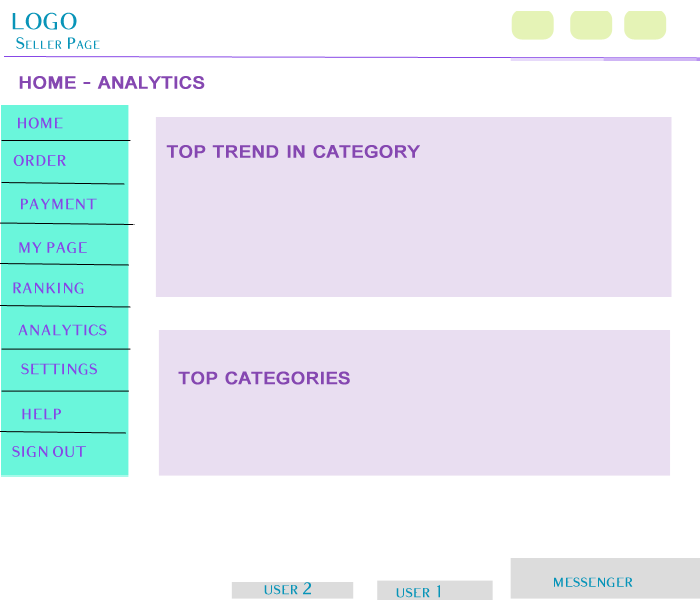 LOGO
SELLER PAGE
HOME - ANALYTICS
HOME
ORDER
PAYMENT
MY PAGE
RANKING
ANALYTICS
SETTINGS
HELP
SIGN OUT
TOP TREND IN CATEGORY
TOP CATEGORIES
USER 2
USER 1
MESSENGER